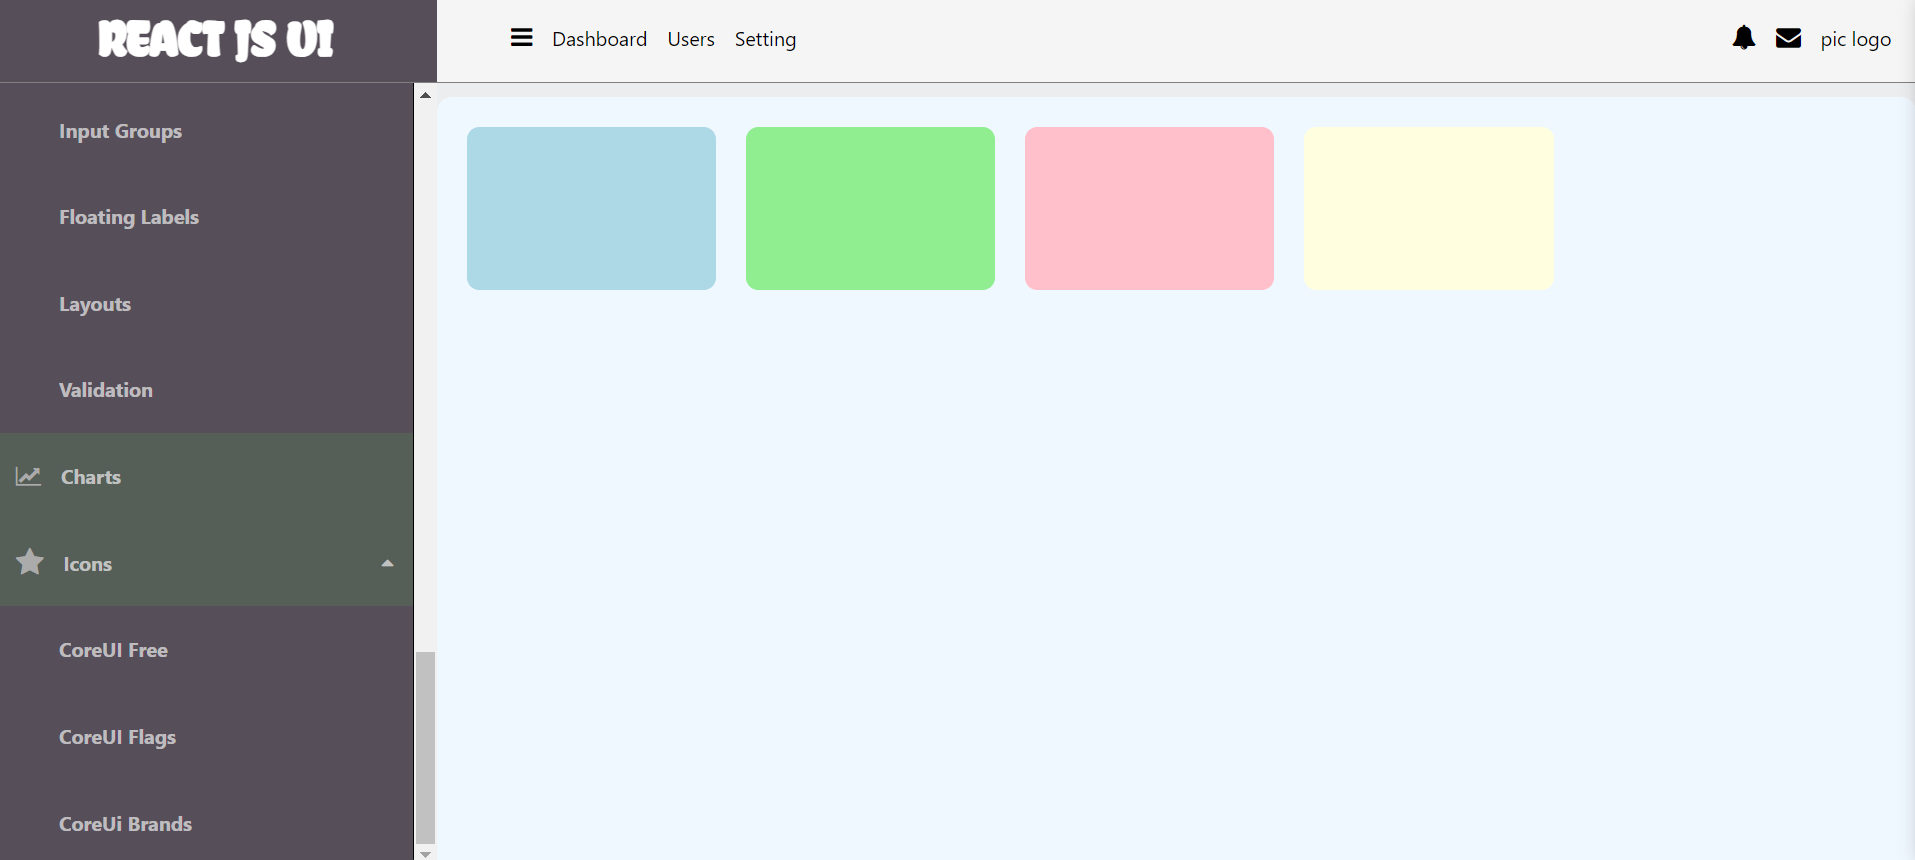 REACT JS UI
Dashboard Users Setting
pic logo
Input Groups
Floating Labels
Layouts
Validation
Charts
Icons
CoreUI Free
CoreUI Flags
CoreUi Brands